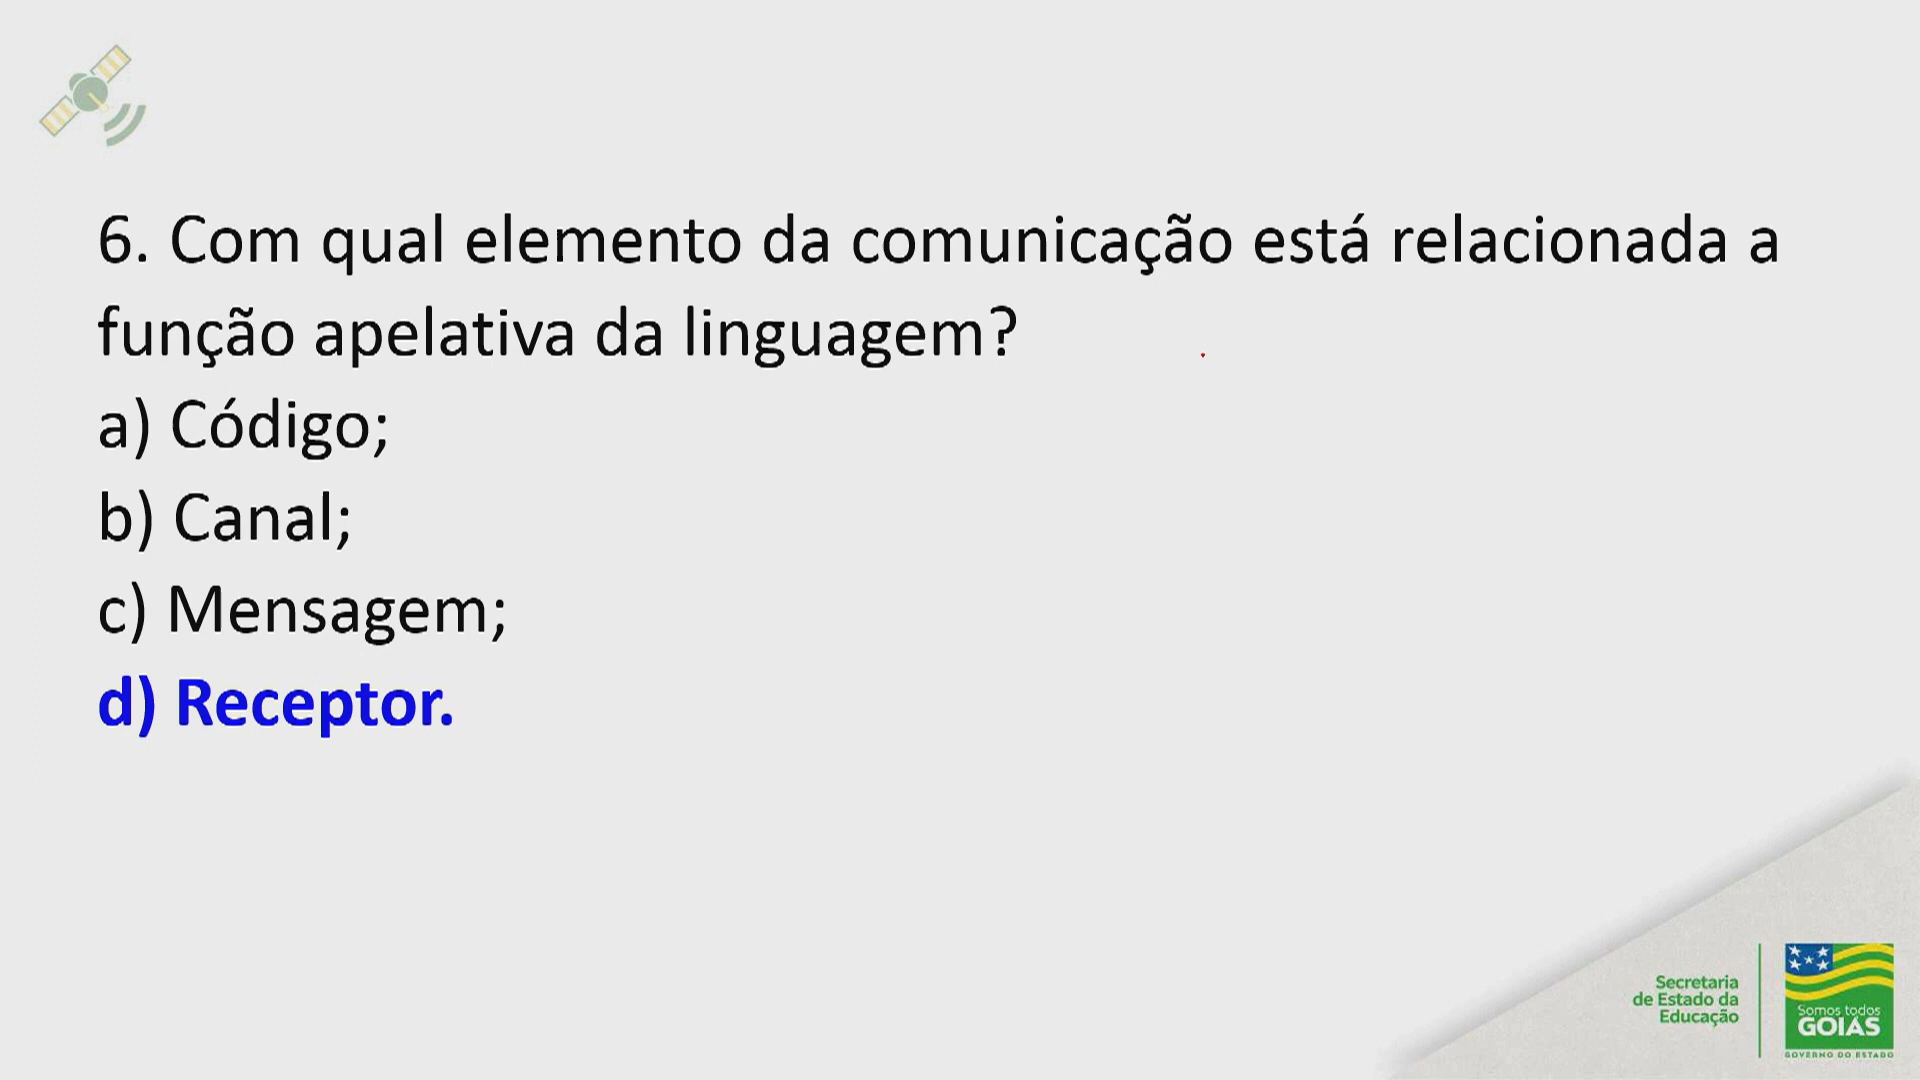 6. Com qual elemento da comunicação está relacionada a
função apelativa da linguagem?
a) Código;
b) Canal;
c) Mensagem;
d) Receptor.
Secretaria
de Estado da
Educação
Somos todos
GOIÁS
GOVERNO DO ESTADO